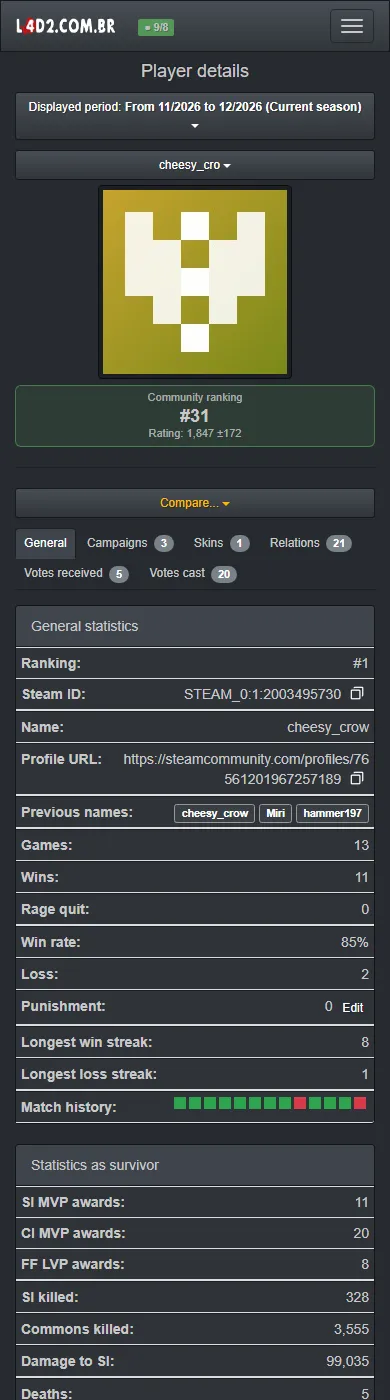 L4D2.COM.BR
9/8
Player details
Displayed period: From 11/2026 to 12/2026 (Current season)
cheesy_cro
Community ranking
#31
Rating: 1,847 ±172
Compare...
General Campaigns 3 Skins 1 Relations 21
Votes received 5 Votes cast 20
General statistics
Ranking: #1
Steam ID: STEAM_0:1:2003495730
Name: cheesy_crow
Profile URL: https://steamcommunity.com/profiles/76
561201967257189
Previous names: cheesy_crow Miri hammer197
Games: 13
Wins: 11
Rage quit: 0
Win rate: 85%
Loss: 2
Punishment: 0 Edit
Longest win streak: 8
Longest loss streak: 1
Match history:
Statistics as survivor
SI MVP awards: 11
CI MVP awards: 20
FF LVP awards: 8
SI killed: 328
Commons killed: 3,555
Damage to SI: 99,035
Deaths: 5